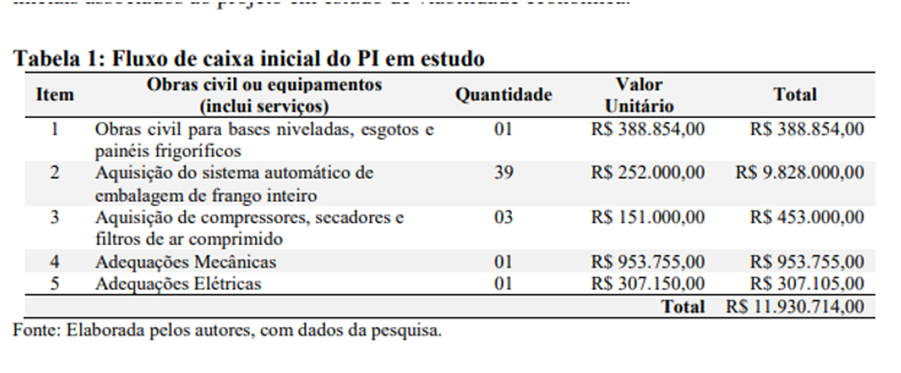 Tabela 1: Fluxo de caixa inicial do PI em estudo
Item Obras civil ou equipamentos (inclui serviços) Quantidade Valor Unitário Total
1 Obras civil para bases niveladas, esgotos e painéis frigoríficos 01 R$ 388.854,00 R$ 388.854,00
2 Aquisição do sistema automático de embalagem de frango inteiro 39 R$ 252.000,00 R$ 9.828.000,00
3 Aquisição de compressores, secadores e filtros de ar comprimido 03 R$ 151.000,00 R$ 453.000,00
4 Adequações Mecânicas 01 R$ 953.755,00 R$ 953.755,00
5 Adequações Elétricas 01 R$ 307.150,00 R$ 307.105,00
Total R$ 11.930.714,00
Fonte: Elaborada pelos autores, com dados da pesquisa.